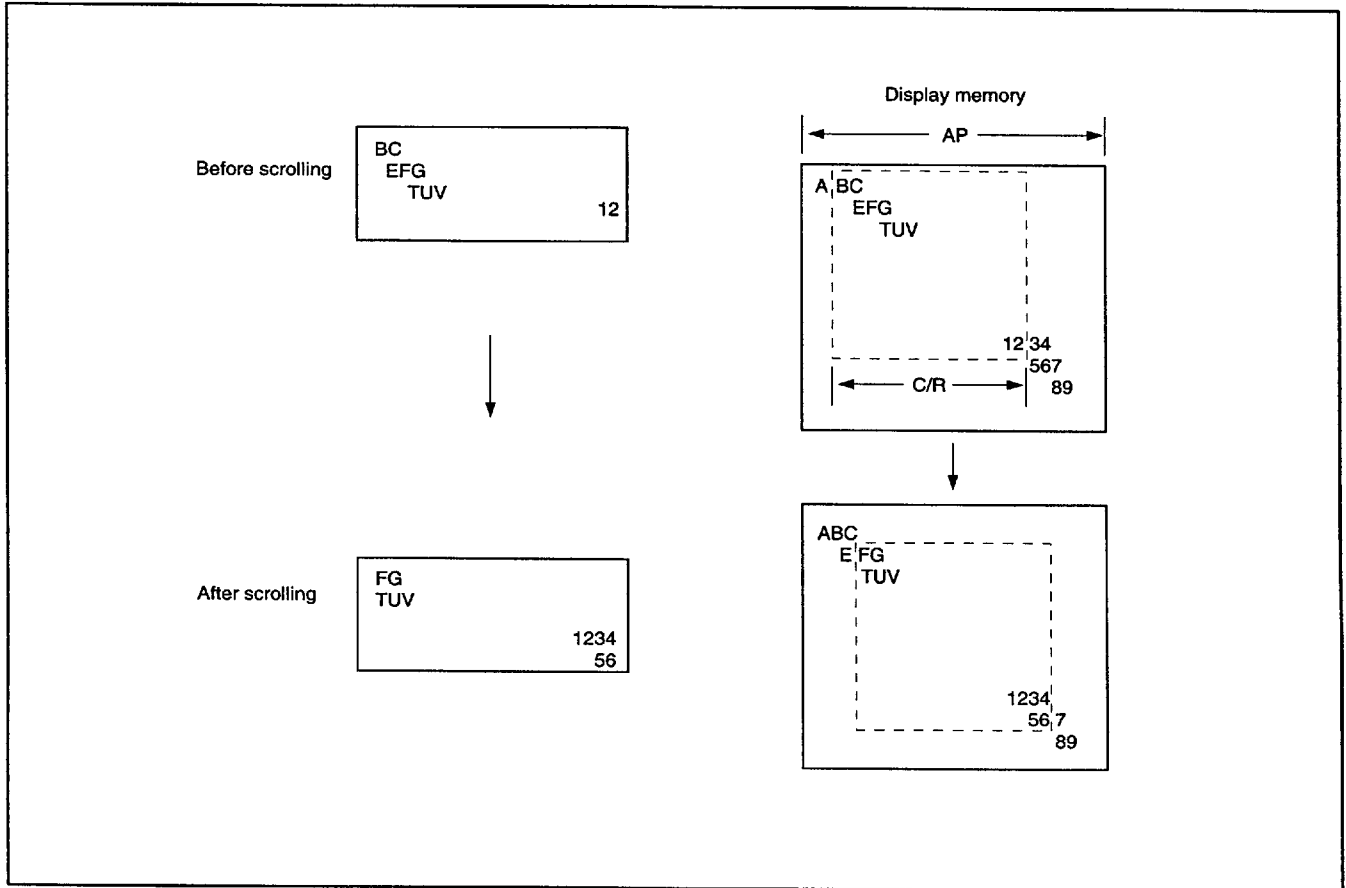 Display memory
AP
Before scrolling
BC
EFG
TUV
12
A BC
EFG
TUV
12 34
567
89
C/R
After scrolling
FG
TUV
1234
56
ABC
E FG
TUV
1234
56 7
89